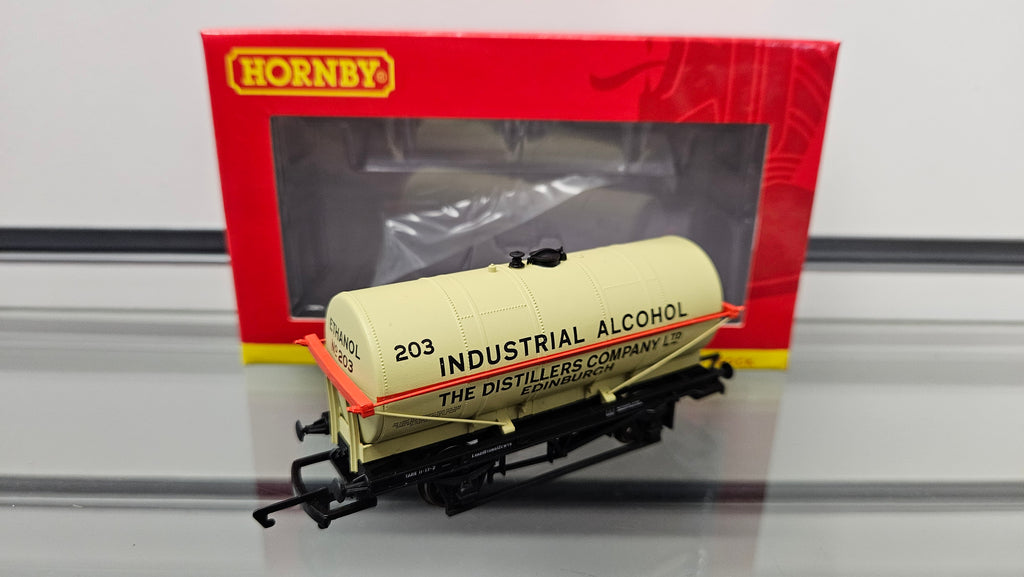 HORNBY®
ETHANOL
No 203
203
INDUSTRIAL ALCOHOL
THE DISTILLERS COMPANY LTD
EDINBURGH